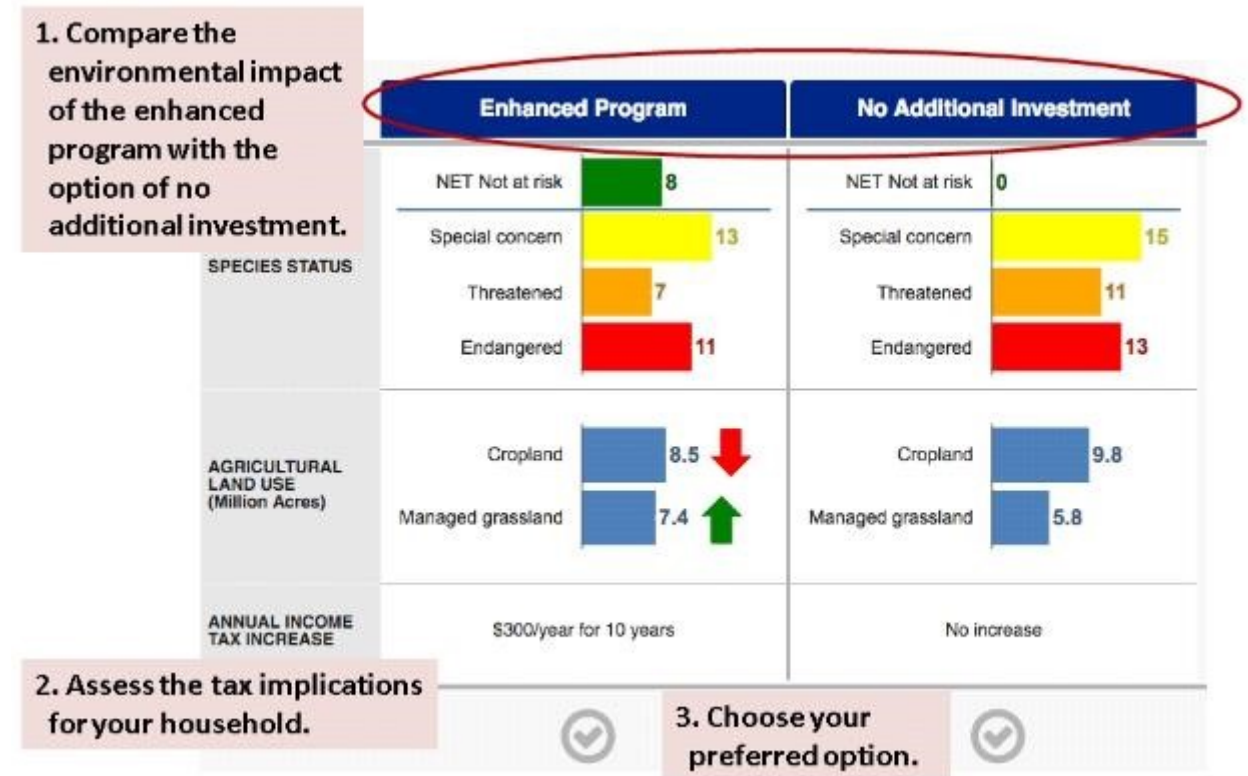 1. Compare the
environmental impact
of the enhanced
program with the
option of no
additional investment.
Enhanced Program
No Additional Investment
SPECIES STATUS
NET Not at risk
8
Special concern
13
Threatened
7
Endangered
11
NET Not at risk
0
Special concern
15
Threatened
11
Endangered
13
AGRICULTURAL
LAND USE
(Million Acres)
Cropland
8.5
Managed grassland
7.4
Cropland
9.8
Managed grassland
5.8
ANNUAL INCOME
TAX INCREASE
$300/year for 10 years
No increase
2. Assess the tax implications
for your household.
3. Choose your
preferred option.